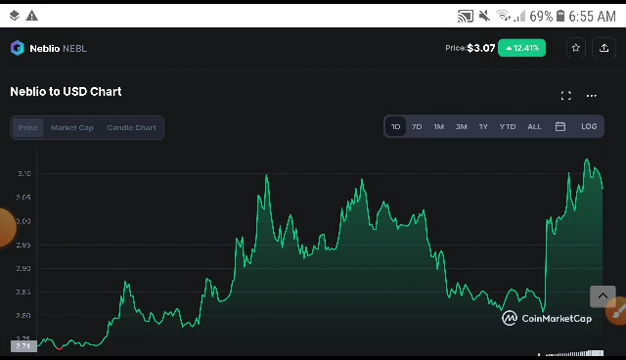 69% 6:55 AM
Neblio NEBL Price: $3.07 12.41%
Neblio to USD Chart
Price Market Cap Candle Chart 1D 7D 1M 3M 1Y YTD ALL LOG
3.10
3.05
3.00
2.95
2.90
2.85
2.80
CoinMarketCap
2.74